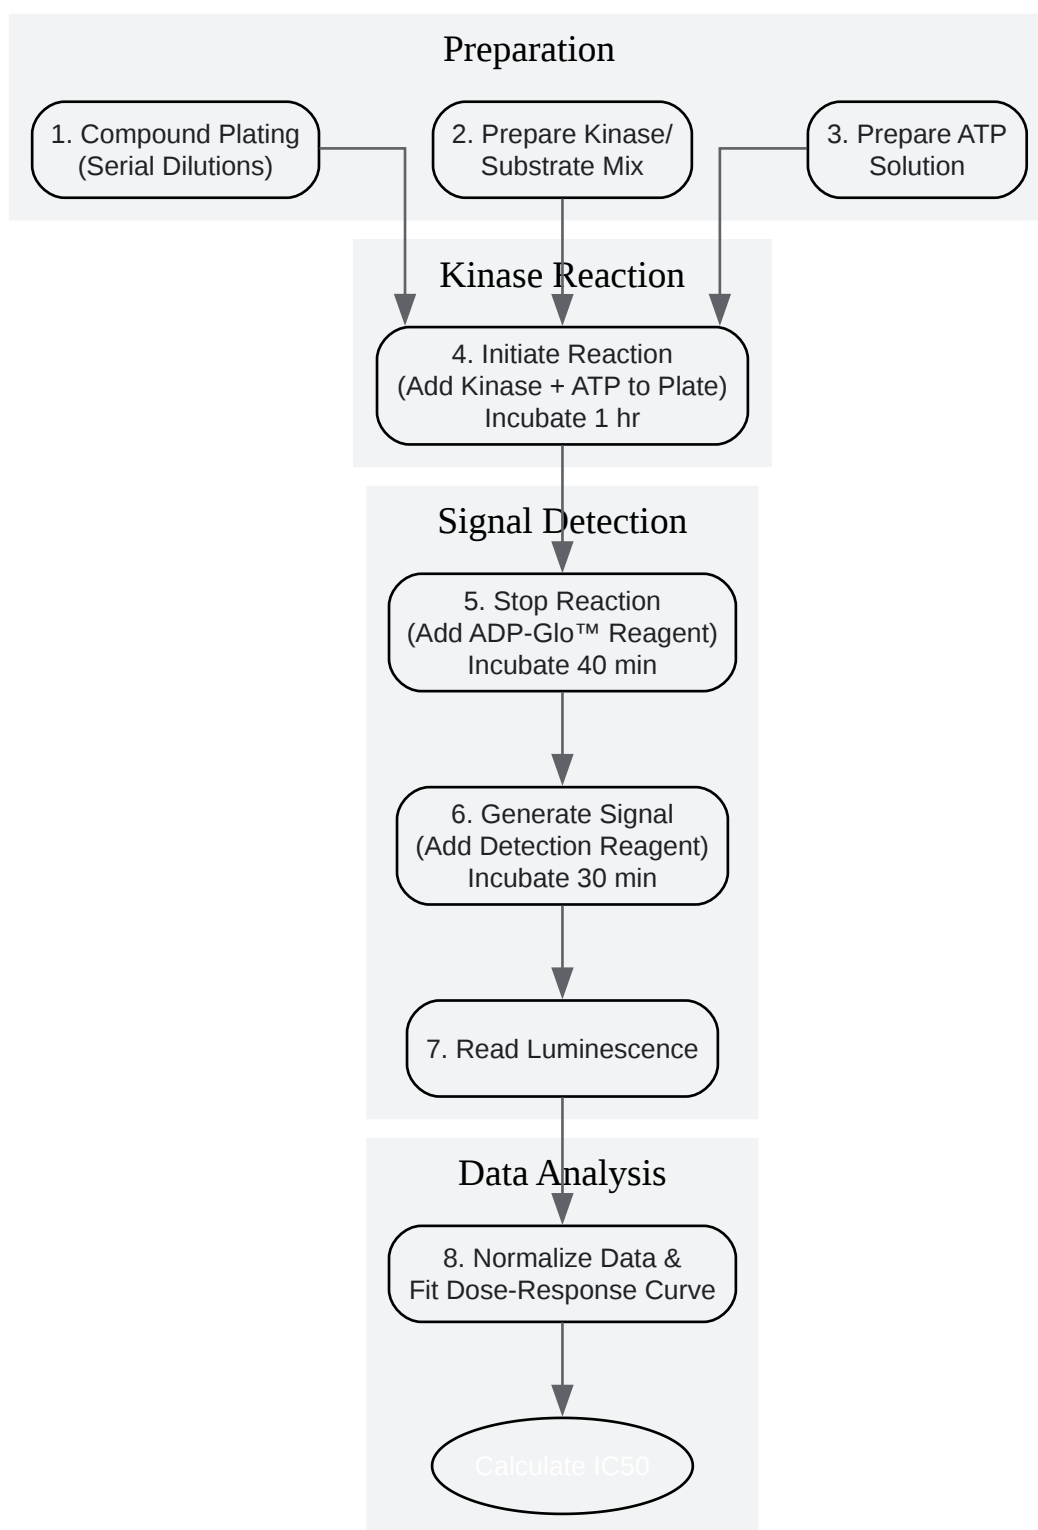 Preparation
1. Compound Plating
(Serial Dilutions)
2. Prepare Kinase/
Substrate Mix
3. Prepare ATP
Solution
Kinase Reaction
4. Initiate Reaction
(Add Kinase + ATP to Plate)
Incubate 1 hr
Signal Detection
5. Stop Reaction
(Add ADP-Glo™ Reagent)
Incubate 40 min
6. Generate Signal
(Add Detection Reagent)
Incubate 30 min
7. Read Luminescence
Data Analysis
8. Normalize Data &
Fit Dose-Response Curve
Calculate IC50